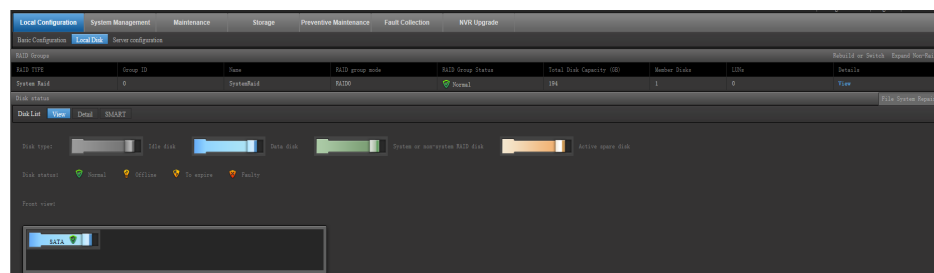 Local Configuration System Management Maintenance Storage Preventive Maintenance Fault Collection NVR Upgrade
Basic Configuration Local Disk Server configuration
RAID Groups Rebuild or Switch
RAID TYPE Group ID Name RAID group mode RAID Group Status Total Disk Capacity (GB) Member Disks LUNs Details
System Raid 0 SystemRaid RAID0 Normal 194 1 0 View
Disk status File System Repair
Disk List View Detail SMART
Disk type: Idle disk Data disk System or non-system RAID disk Active spare disk
Disk status: Normal Offline To expire Faulty
Front view:
SATA